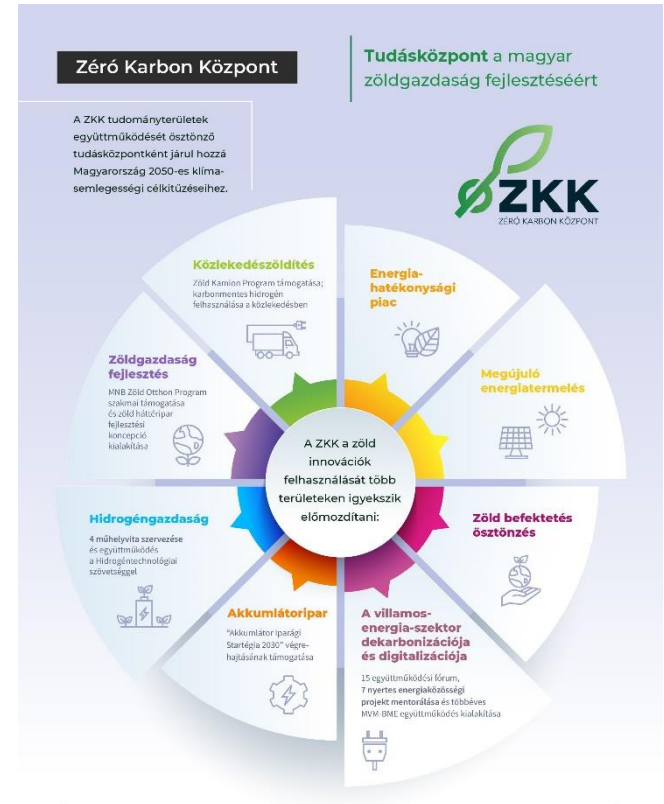 Zéró Karbon Központ
Tudásközpont a magyar
zöldgazdaság fejlesztéséért
A ZKK tudományterületek
együttműködését ösztönző
tudásközpontként járul hozzá
Magyarország 2050-es klíma-
semlegességi célkitűzéseihez.
ZKK
ZÉRÓ KARBON KÖZPONT
Közlekedészöldítés
Zöld Kamion Program támogatása;
karbonmentes hidrogén
felhasználása a közlekedésben
Energia-
hatékonysági
piac
Zöldgazdaság
fejlesztés
MNB Zöld Otthon Program
szakmai támogatása
és zöld háttéripar
fejlesztési
koncepció
kialakítása
Megújuló
energiatermelés
A ZKK a zöld
innovációk
felhasználását több
területeken igyekszik
előmozdítani:
Hidrogéngazdaság
4 műhelyvita szervezése
és együttműködés
a Hidrogéntechnológiai
szövetséggel
Zöld befektetés
ösztönzés
Akkumlátoripar
"Akkumlátor Iparági
Startégia 2030" végre-
hajtásának támogatása
A villamos-
energia-szektor
dekarbonizációja
és digitalizációja
15 együttműködési fórum,
7 nyertes energiaközösségi
projekt mentorálása és többéves
MVM-BME együttműködés kialakítása